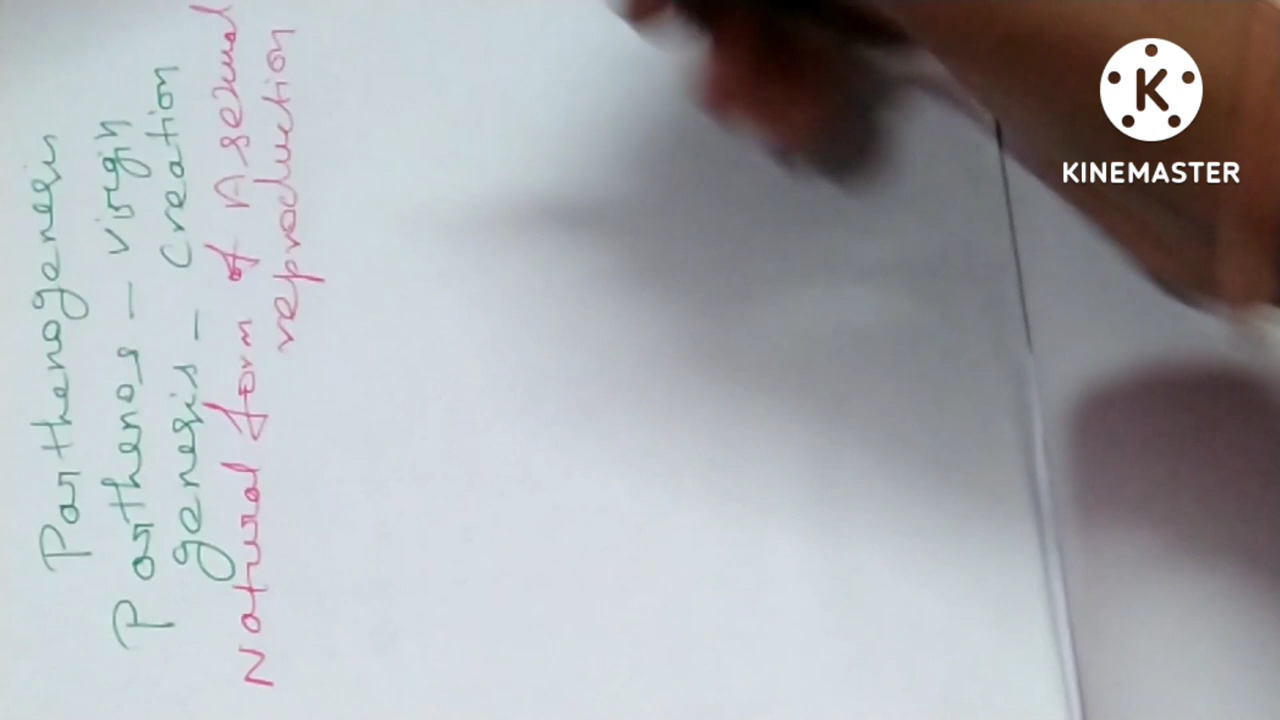 Parthenogenesis
Parthenos - virgin
genesis - creation
Natural form of Asexual
reproduction
KINEMASTER